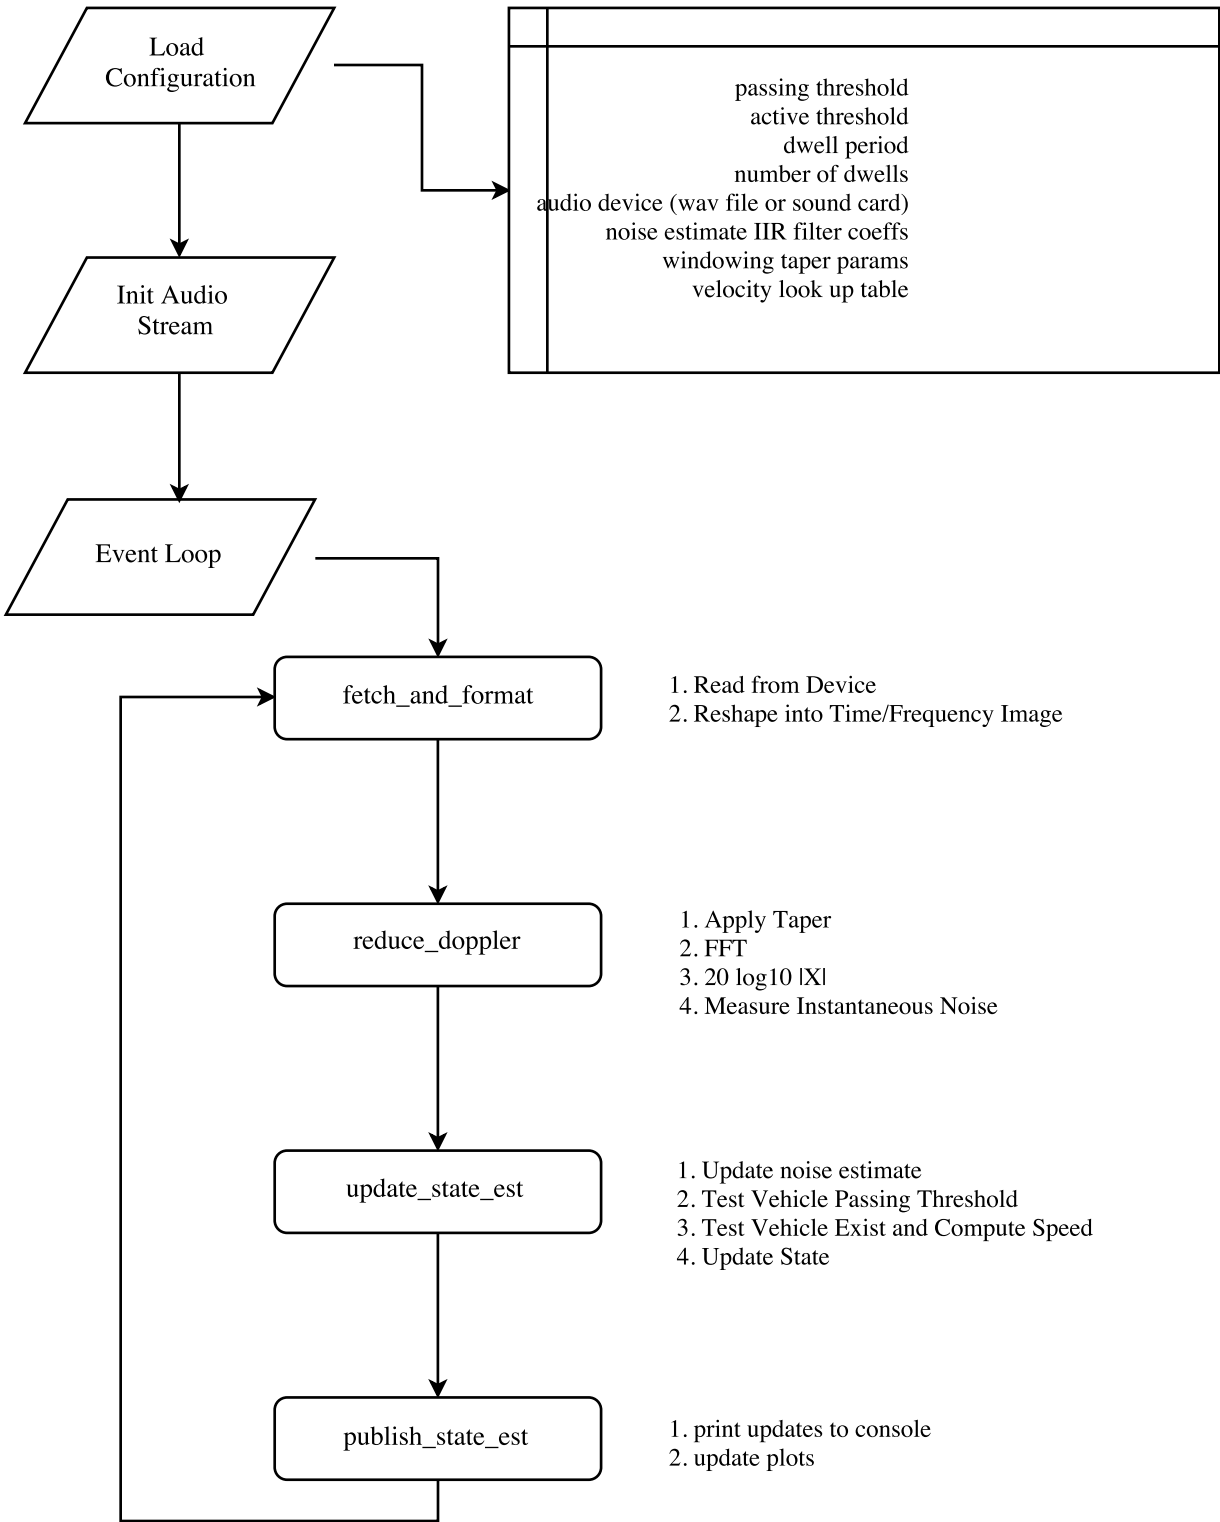 Load
Configuration
passing threshold
active threshold
dwell period
number of dwells
audio device (wav file or sound card)
noise estimate IIR filter coeffs
windowing taper params
velocity look up table
Init Audio
Stream
Event Loop
fetch_and_format
1. Read from Device
2. Reshape into Time/Frequency Image
reduce_doppler
1. Apply Taper
2. FFT
3. 20 log10 |X|
4. Measure Instantaneous Noise
update_state_est
1. Update noise estimate
2. Test Vehicle Passing Threshold
3. Test Vehicle Exist and Compute Speed
4. Update State
publish_state_est
1. print updates to console
2. update plots